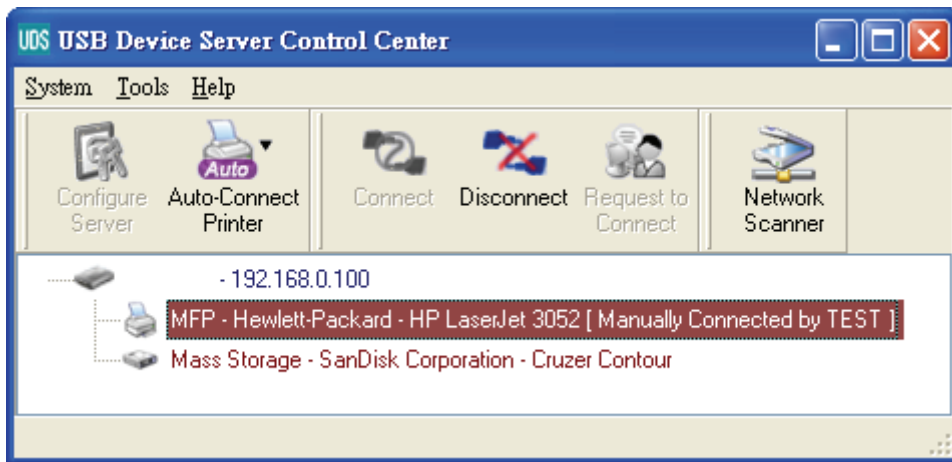 UDS USB Device Server Control Center
System Tools Help
Auto
Configure Server
Auto-Connect Printer
Connect
Disconnect
Request to Connect
Network Scanner
- 192.168.0.100
MFP - Hewlett-Packard - HP LaserJet 3052 [ Manually Connected by TEST ]
Mass Storage - SanDisk Corporation - Cruzer Contour